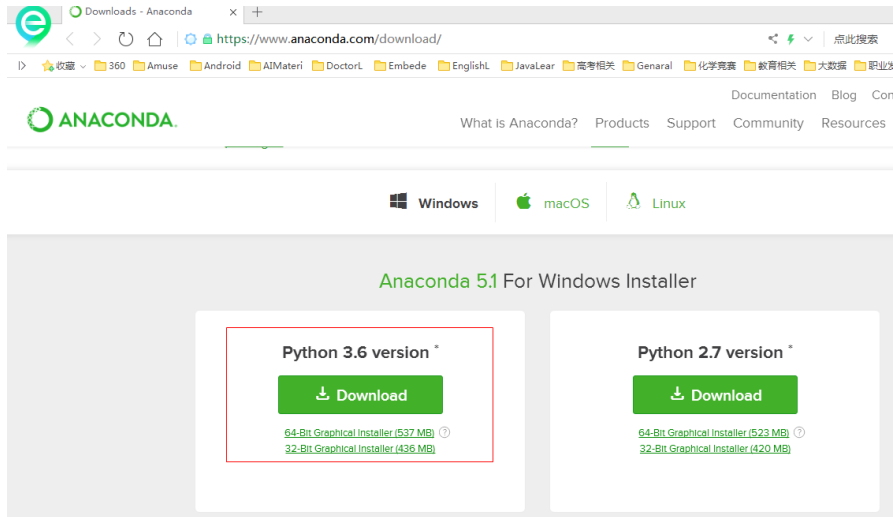 Downloads - Anaconda
https://www.anaconda.com/download/
点此搜索
收藏 360 Amuse Android AIMateri DoctorL Embede EnglishL JavaLear 高考相关 Genaral 化学竞赛 教育相关 大数据 职业发
Documentation Blog Con
ANACONDA.
What is Anaconda? Products Support Community Resources
Windows macOS Linux
Anaconda 5.1 For Windows Installer
Python 3.6 version *
Download
64-Bit Graphical Installer (537 MB) ?
32-Bit Graphical Installer (436 MB)
Python 2.7 version *
Download
64-Bit Graphical Installer (523 MB) ?
32-Bit Graphical Installer (420 MB)